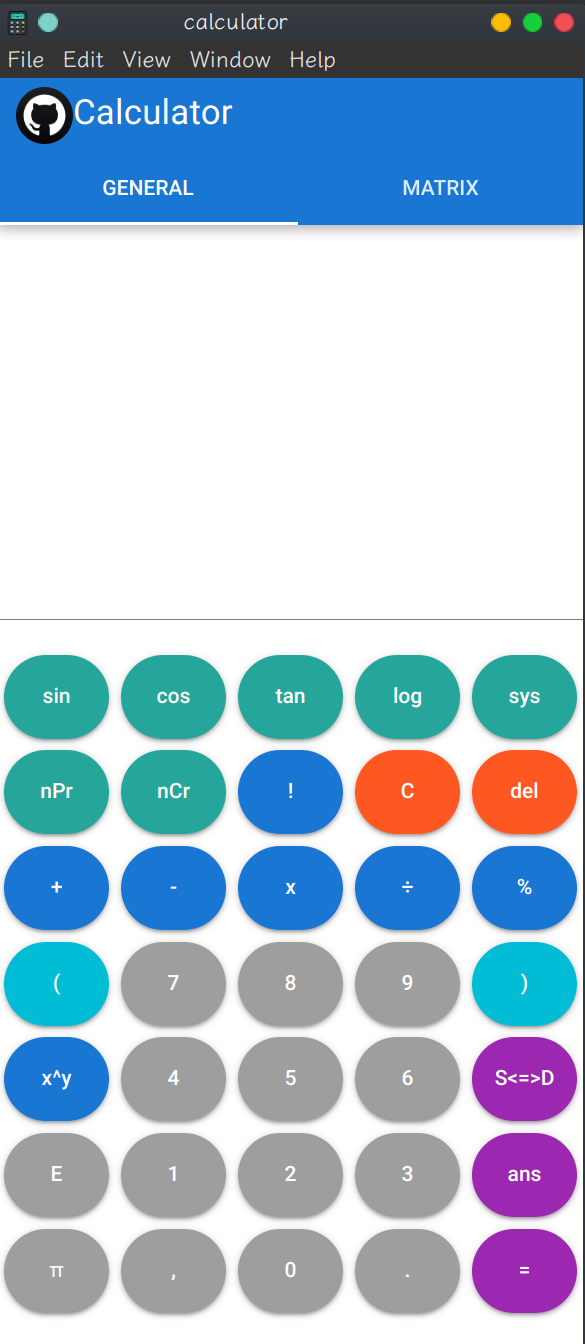 calculator
File Edit View Window Help
Calculator
GENERAL MATRIX
sin cos tan log sys
nPr nCr ! C del
+ - x ÷ %
( 7 8 9 )
x^y 4 5 6 S<=>D
E 1 2 3 ans
π , 0 . =